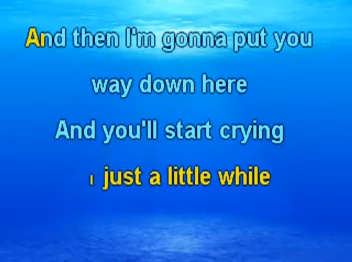 And then I'm gonna put you
way down here
And you'll start crying
just a little while